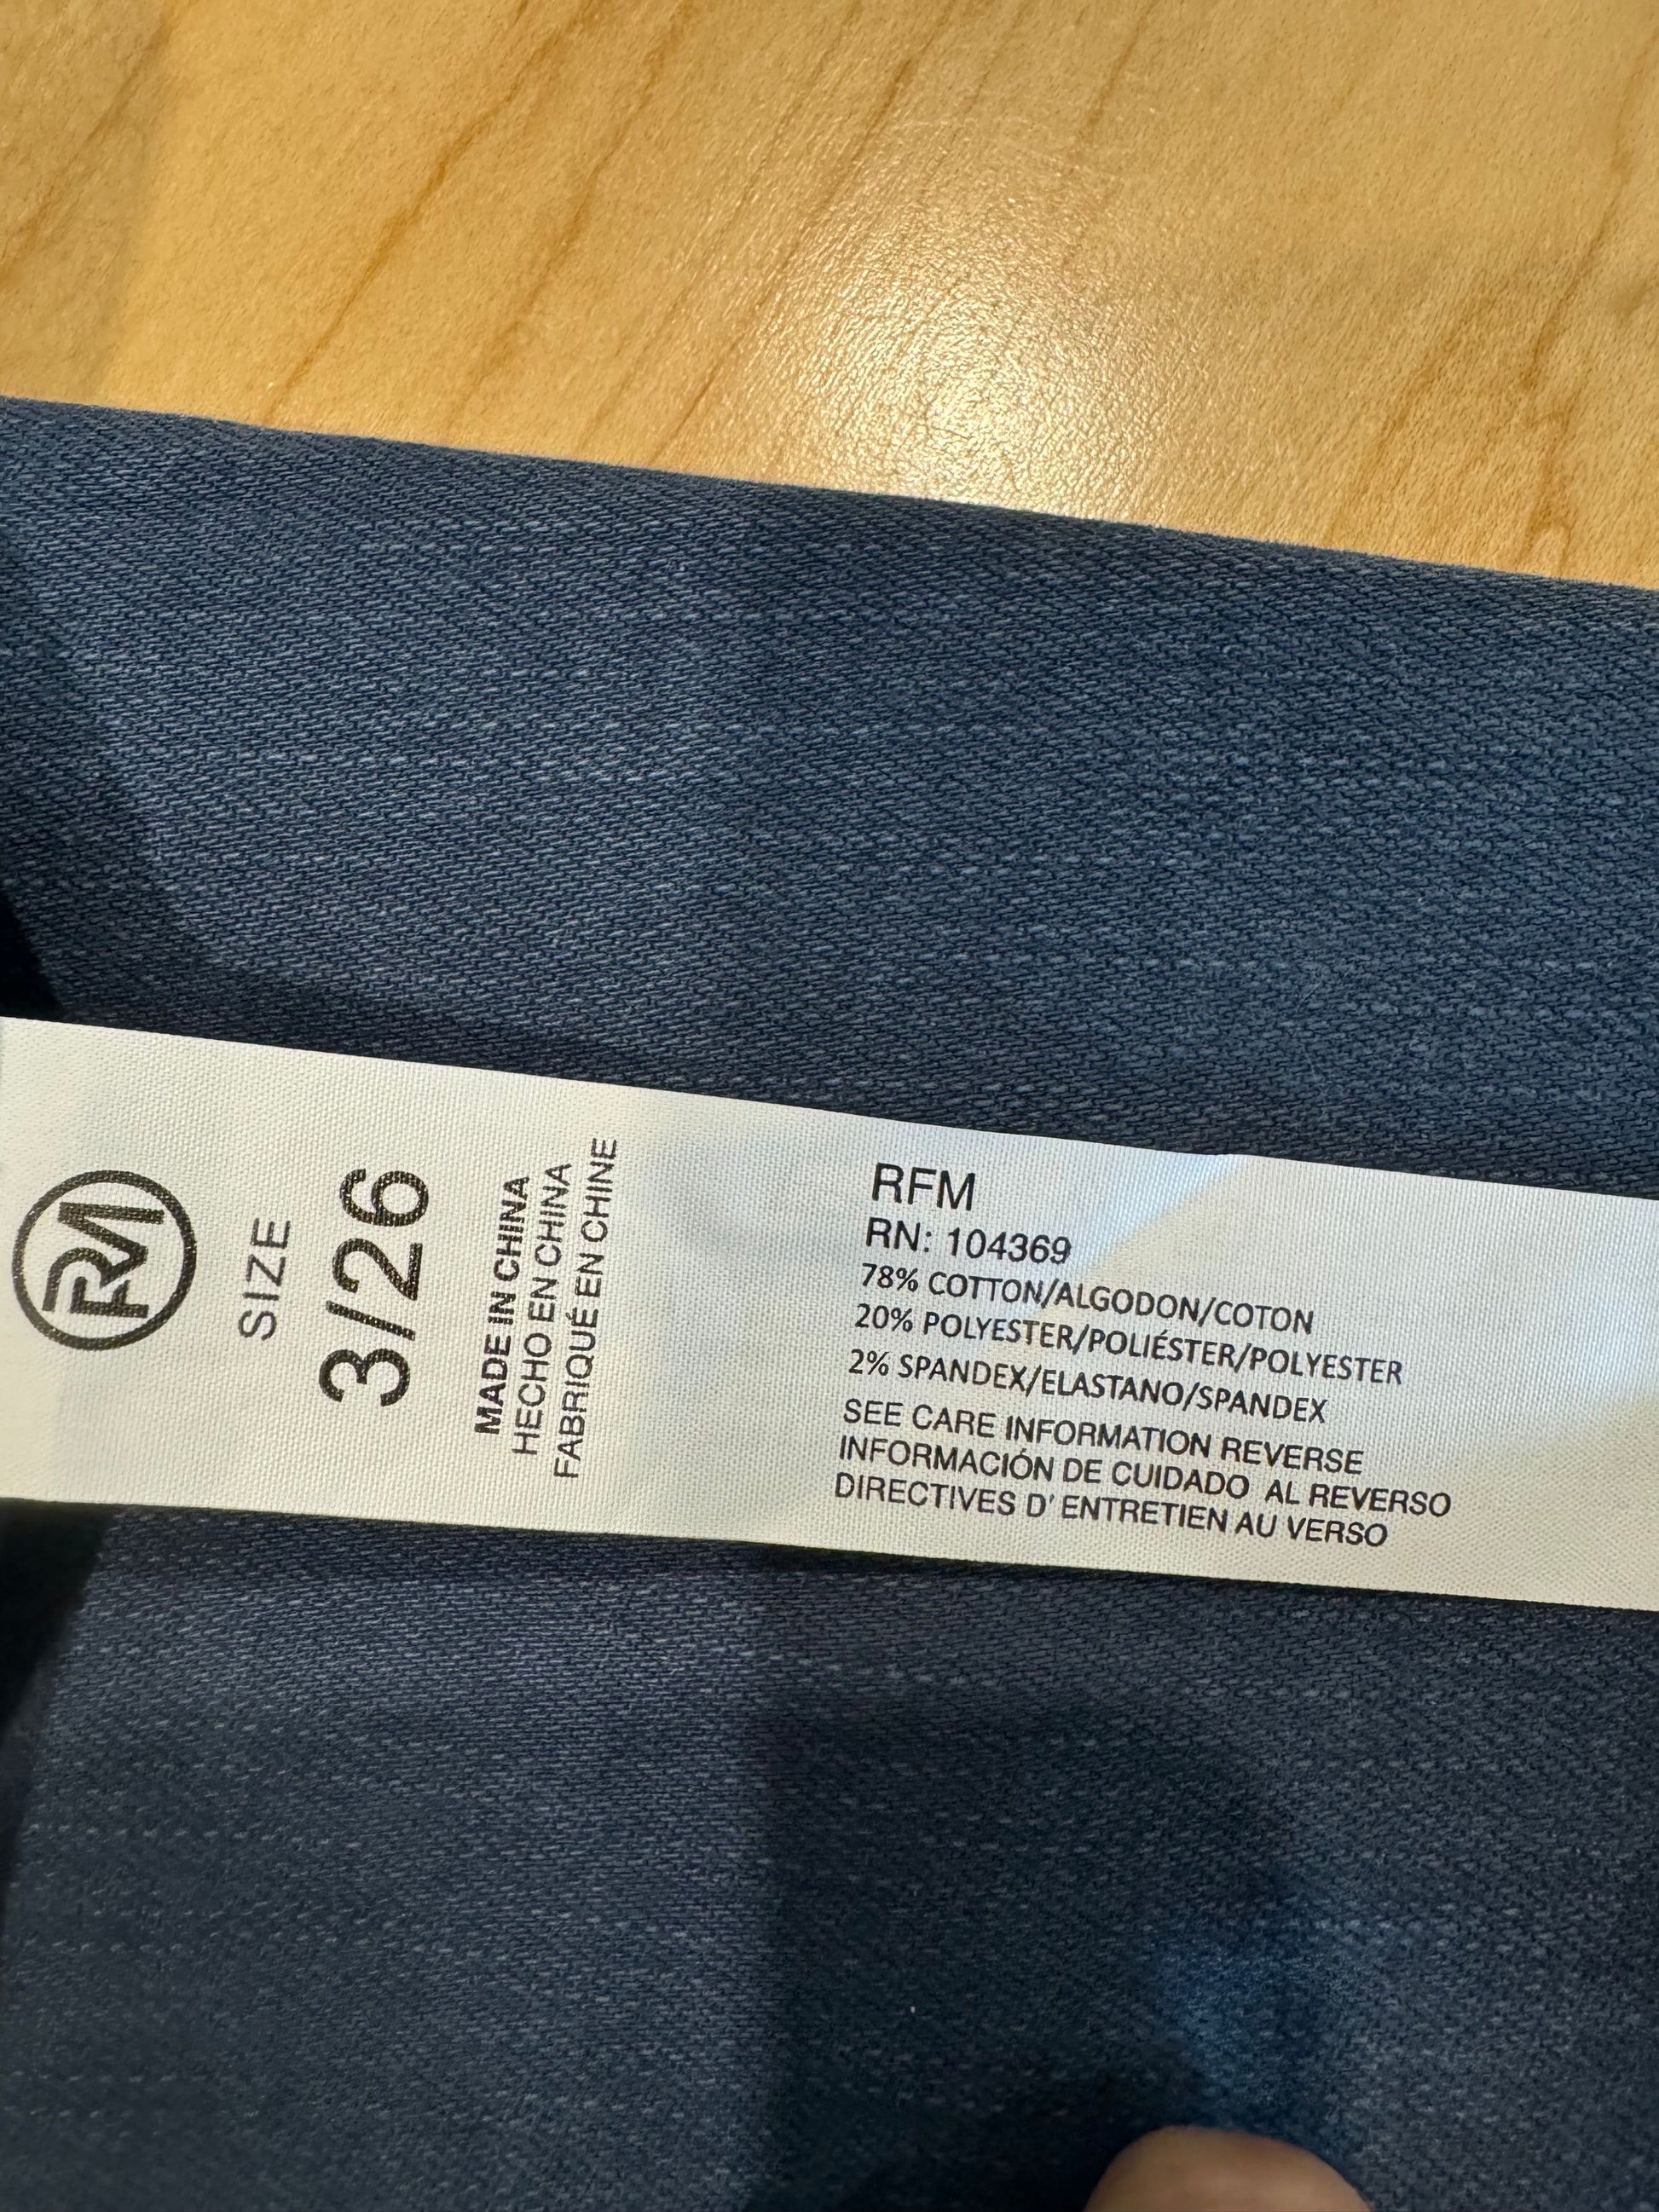 RFM
SIZE
3/26
MADE IN CHINA
HECHO EN CHINA
FABRIQUÉ EN CHINE
RFM
RN: 104369
78% COTTON/ALGODON/COTON
20% POLYESTER/POLIÉSTER/POLYESTER
2% SPANDEX/ELASTANO/SPANDEX
SEE CARE INFORMATION REVERSE
INFORMACIÓN DE CUIDADO AL REVERSO
DIRECTIVES D' ENTRETIEN AU VERSO